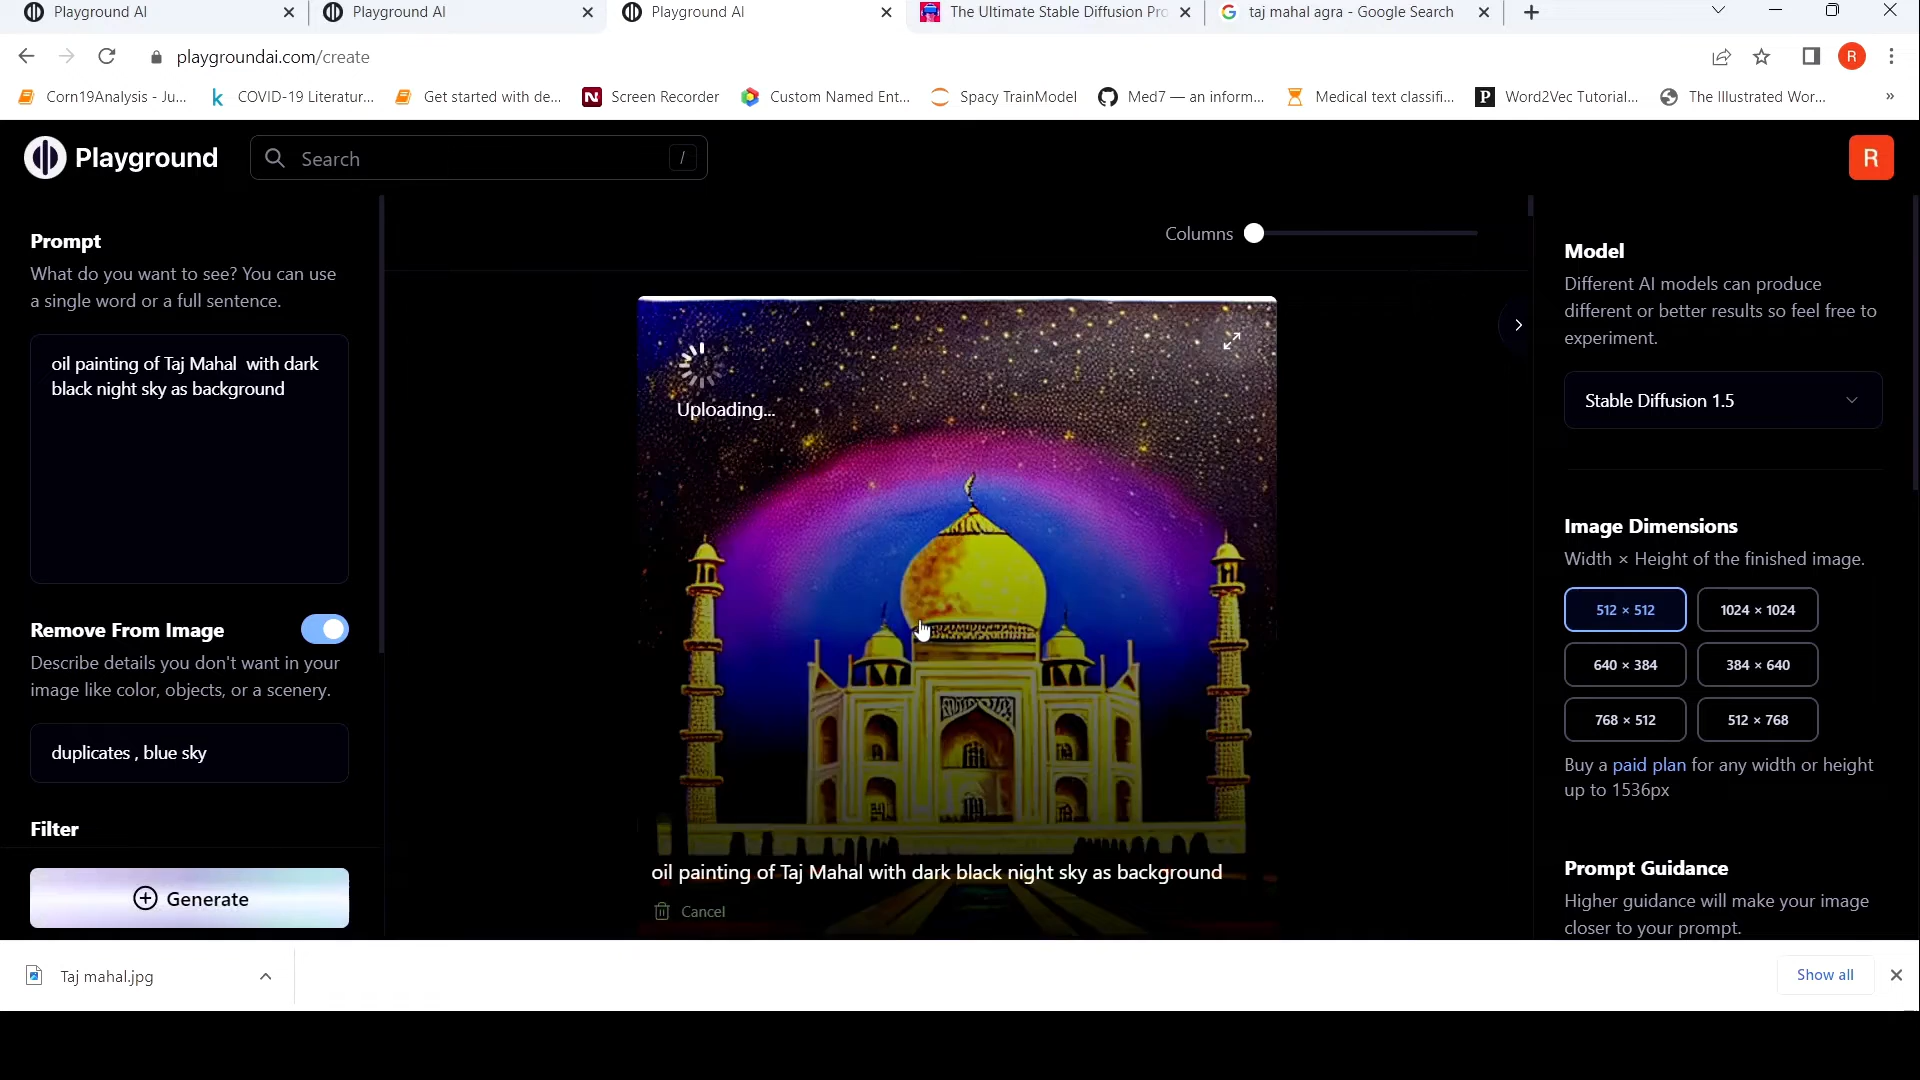 Playground AI
Playground AI
Playground AI
The Ultimate Stable Diffusion Pro
taj mahal agra - Google Search
playgroundai.com/create
R
Corn19Analysis - Ju...
COVID-19 Literatur...
Get started with de...
N
Screen Recorder
Custom Named Ent...
Spacy TrainModel
Med7 — an inform...
Medical text classifi...
P
Word2Vec Tutorial...
The Illustrated Wor...
»
Playground
Search
/
R
Prompt
What do you want to see? You can use
a single word or a full sentence.
oil painting of Taj Mahal with dark
black night sky as background
Remove From Image
Describe details you don't want in your
image like color, objects, or a scenery.
duplicates , blue sky
Filter
Generate
Columns
Uploading...
oil painting of Taj Mahal with dark black night sky as background
Cancel
Model
Different AI models can produce
different or better results so feel free to
experiment.
Stable Diffusion 1.5
Image Dimensions
Width × Height of the finished image.
512 × 512
1024 × 1024
640 × 384
384 × 640
768 × 512
512 × 768
Buy a paid plan for any width or height
up to 1536px
Prompt Guidance
Higher guidance will make your image
closer to your prompt.
Taj mahal.jpg
Show all